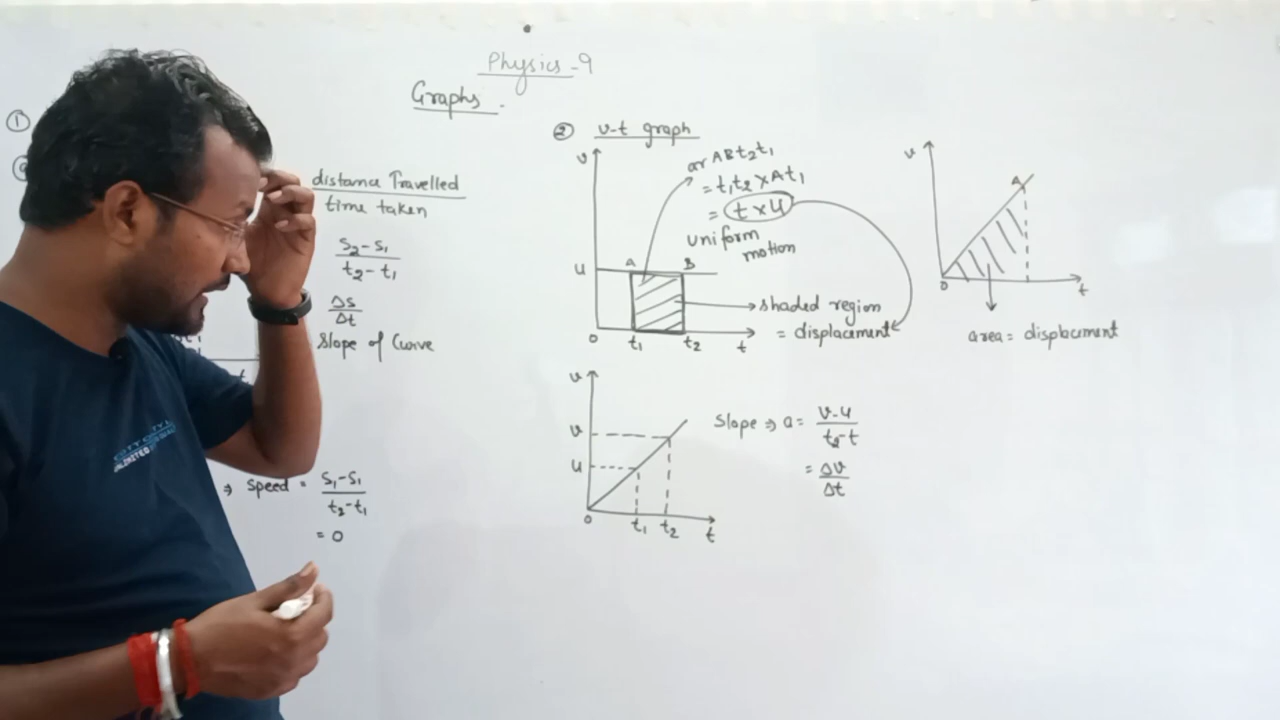 Physics-9
Graphs.
①
distance Travelled
time taken
S₂-S₁
t₂-t₁
Δs
Δt
Slope of Curve
t
⇒ Speed = S₁-S₁
t₂-t₁
= 0
② v-t graph
v
ar ABt₂t₁
= t₁t₂ × At₁
= t×u
uniform
motion
u
A
B
shaded region
= displacement
0
t₁
t₂
t
v
v
u
0
t₁
t₂
t
Slope ⇒ a = v-u
t₂-t
= Δv
Δt
v
A
0
t
area = displacement
UNLIMITED